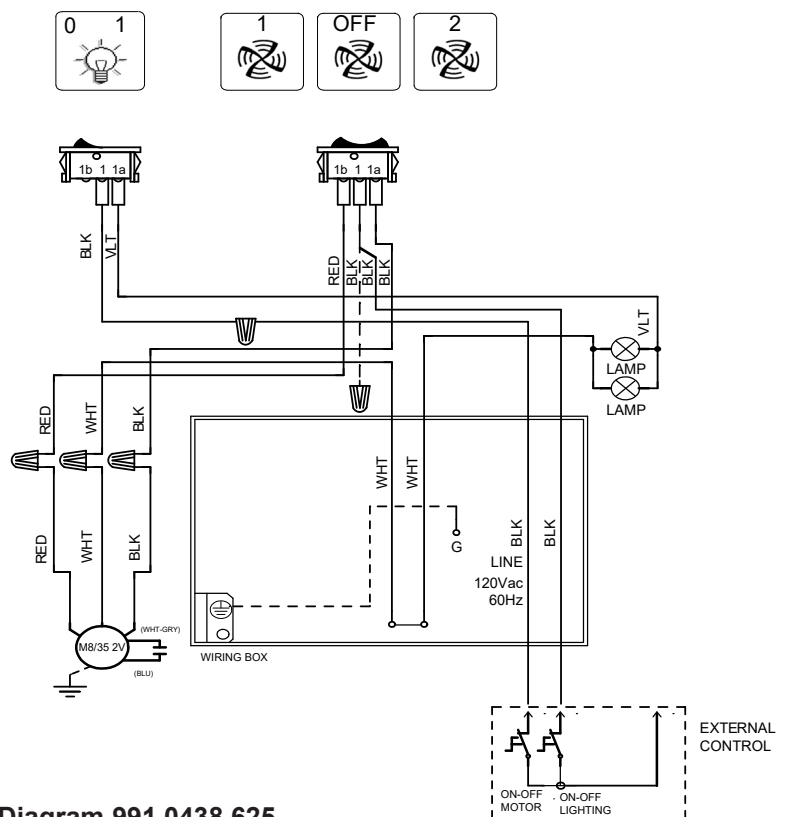 0 1
1
OFF
2
1b 1 1a
1b 1 1a
BLK
VLT
RED
BLK
BLK
BLK
VLT
LAMP
LAMP
RED
WHT
BLK
WHT
WHT
RED
WHT
BLK
G
BLK
BLK
LINE
120Vac
60Hz
(WHT-GRY)
M8/35 2V
(BLU)
WIRING BOX
EXTERNAL
CONTROL
ON-OFF
MOTOR
ON-OFF
LIGHTING
Diagram 991.0438.625